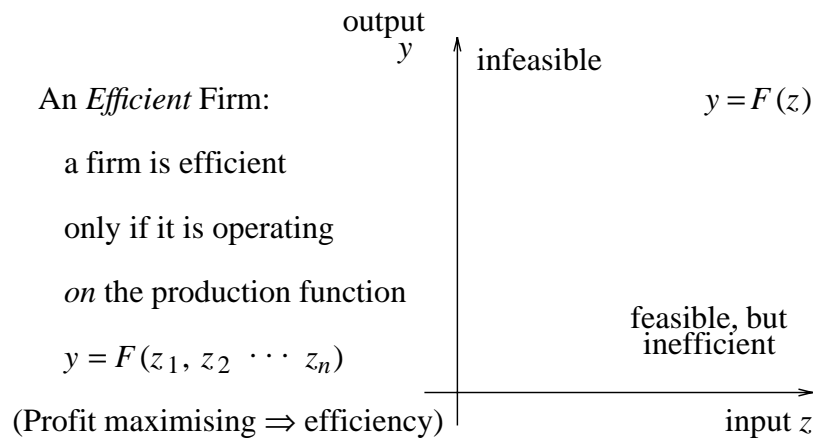 An Efficient Firm:
a firm is efficient
only if it is operating
on the production function
y = F(z₁, z₂ ··· zₙ)
(Profit maximising ⇒ efficiency)
output
y
infeasible
y = F(z)
feasible, but
inefficient
input z